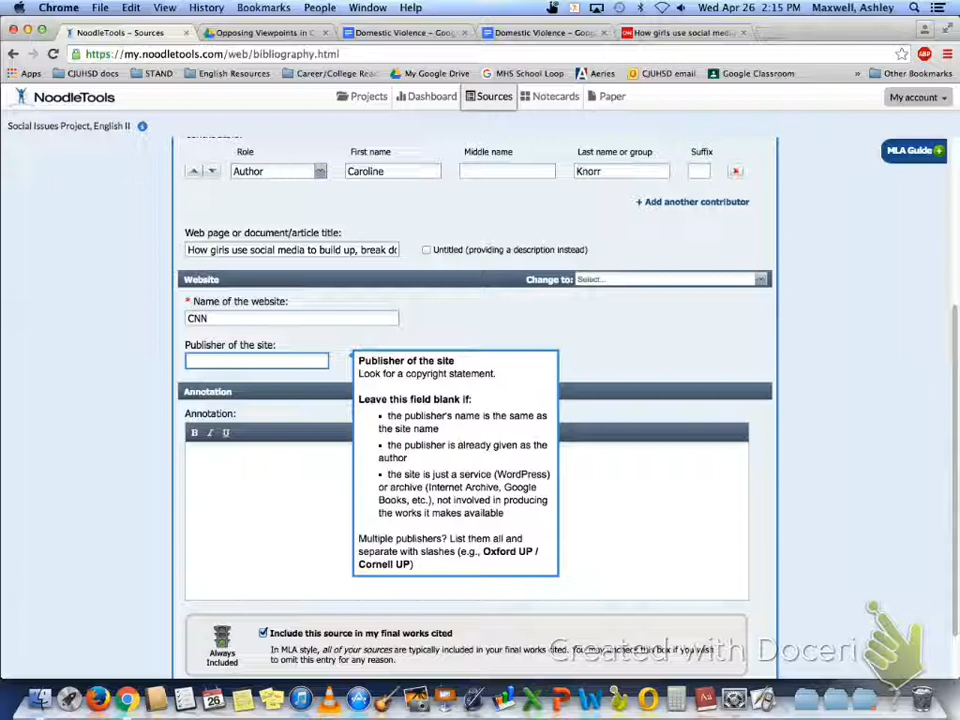 Chrome File Edit View History Bookmarks People Window Help Wed Apr 26 2:15 PM Maxwell, Ashley
NoodleTools - Sources Opposing Viewpoints in C Domestic Violence – Goog Domestic Violence – Goog How girls use social med
https://my.noodletools.com/web/bibliography.html ABP
Apps CJUHSD docs STAND English Resources Career/College Rea My Google Drive MHS School Loop Aeries CJUHSD email Google Classroom » Other Bookmarks
NoodleTools Projects Dashboard Sources Notecards Paper My account
Social Issues Project, English II
MLA Guide
Role First name Middle name Last name or group Suffix
Author Caroline Knorr
+ Add another contributor
Web page or document/article title:
How girls use social media to build up, break do Untitled (providing a description instead)
Website Change to: Select...
* Name of the website:
CNN
Publisher of the site:
Publisher of the site
Look for a copyright statement.
Leave this field blank if:
• the publisher's name is the same as
the site name
• the publisher is already given as the
author
• the site is just a service (WordPress)
or archive (Internet Archive, Google
Books, etc.), not involved in producing
the works it makes available
Multiple publishers? List them all and
separate with slashes (e.g., Oxford UP /
Cornell UP)
Annotation
Annotation:
B I U
Always
Included
Include this source in my final works cited
In MLA style, all of your sources are typically included in your final works cited. You may uncheck this box if you wish
to omit this entry for any reason.
Created with Doceri
26